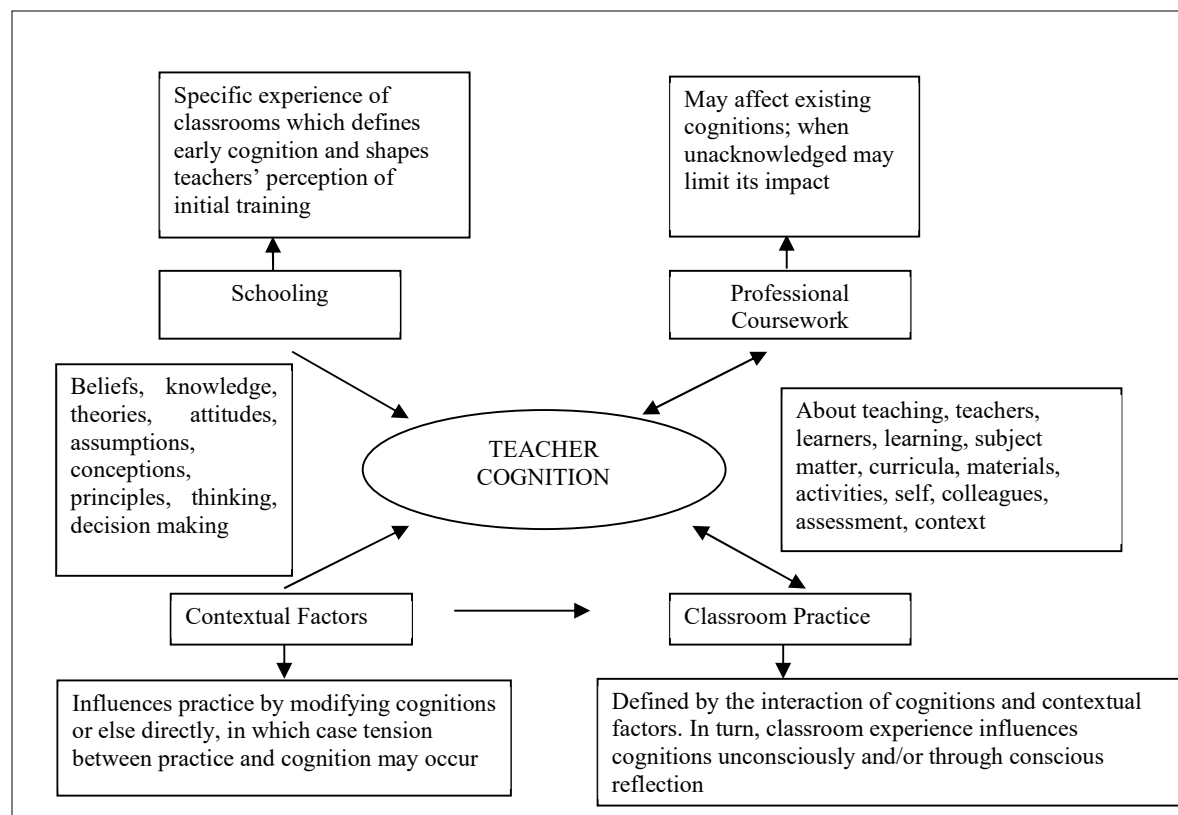 Specific experience of
classrooms which defines
early cognition and shapes
teachers’ perception of
initial training
May affect existing
cognitions; when
unacknowledged may
limit its impact
Schooling
Professional
Coursework
Beliefs, knowledge,
theories, attitudes,
assumptions,
conceptions,
principles, thinking,
decision making
TEACHER
COGNITION
About teaching, teachers,
learners, learning, subject
matter, curricula, materials,
activities, self, colleagues,
assessment, context
Contextual Factors
Classroom Practice
Influences practice by modifying cognitions
or else directly, in which case tension
between practice and cognition may occur
Defined by the interaction of cognitions and contextual
factors. In turn, classroom experience influences
cognitions unconsciously and/or through conscious
reflection